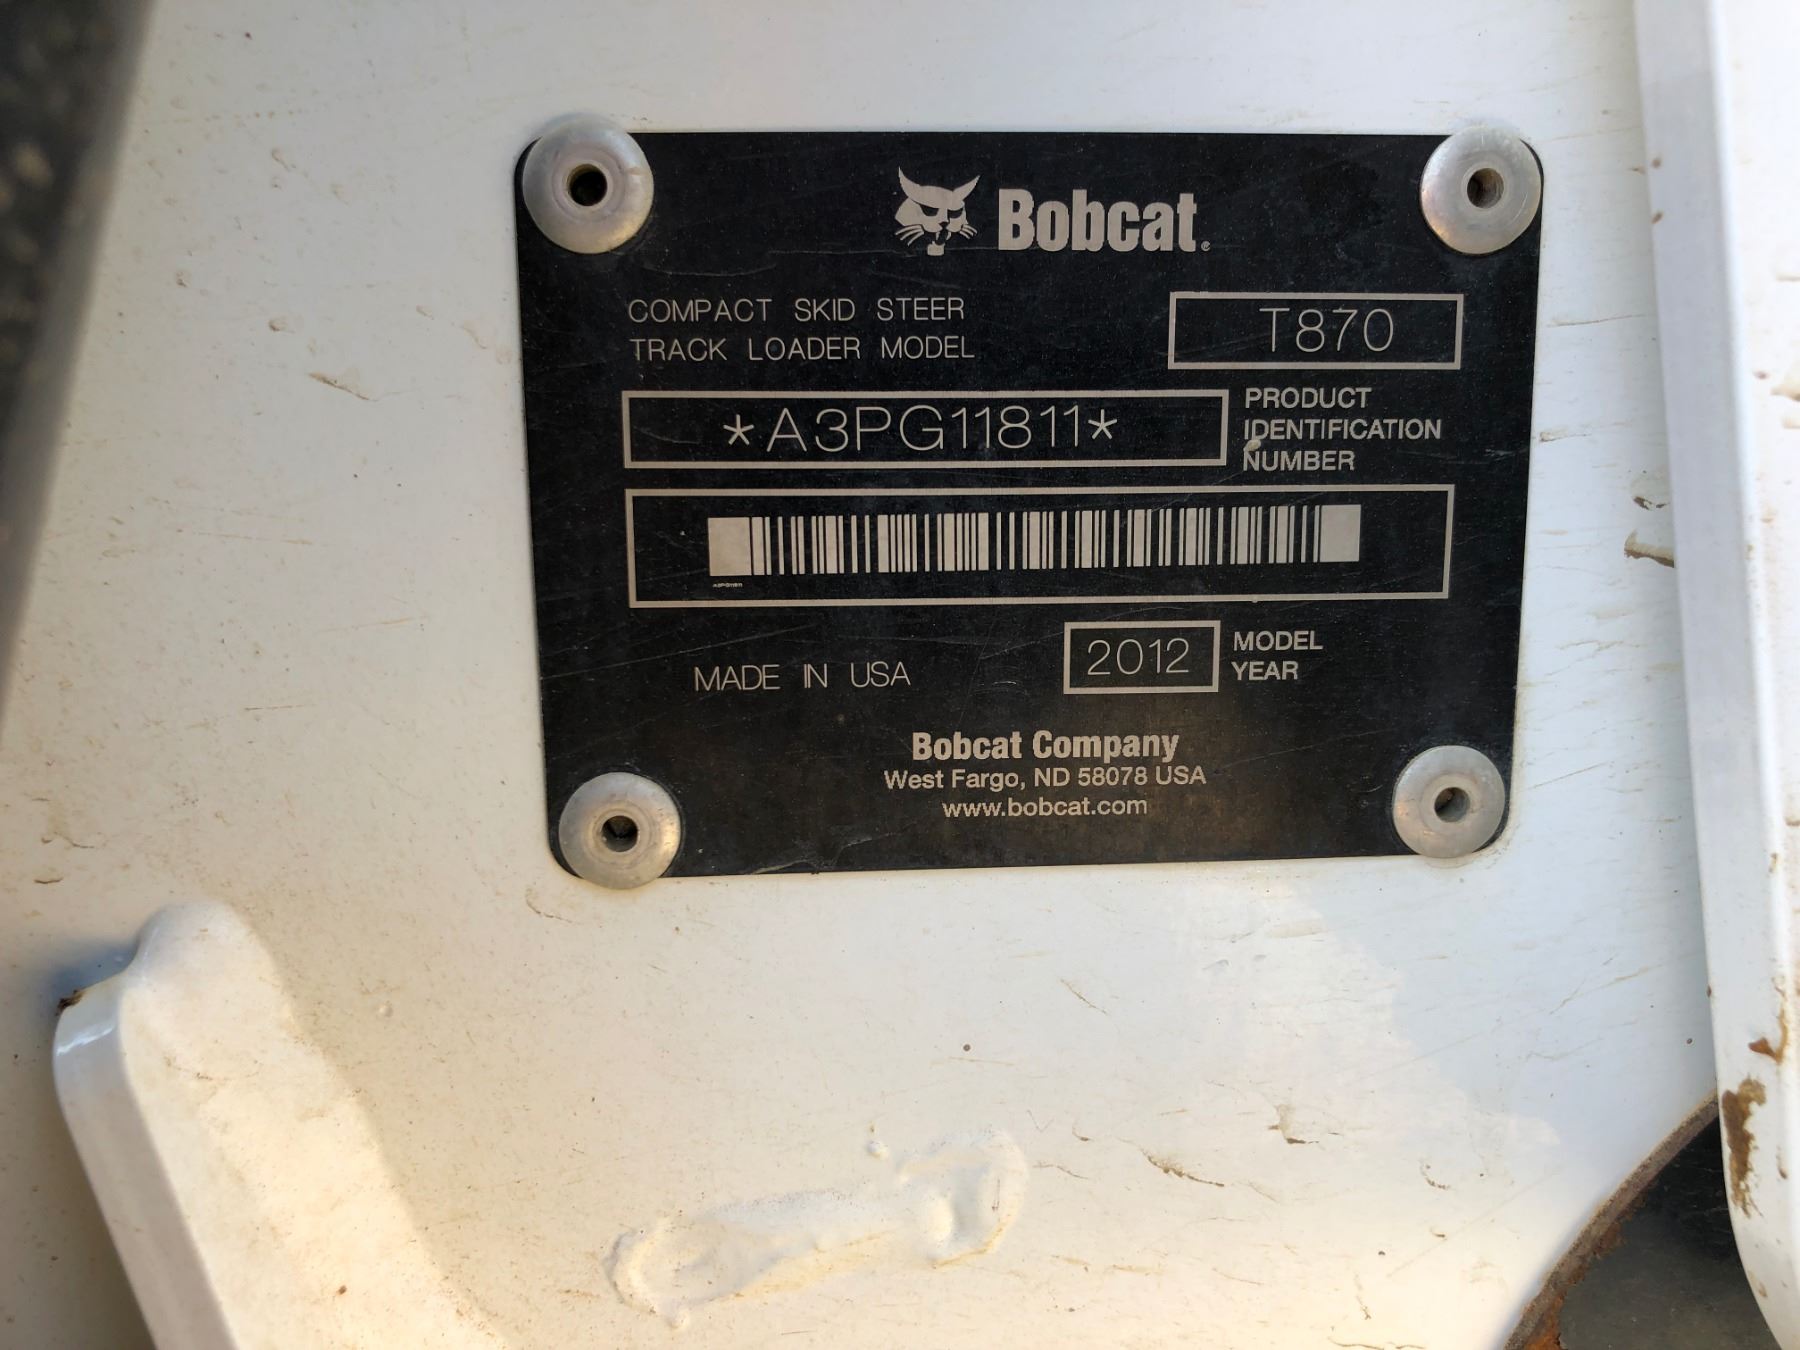 Bobcat®
COMPACT SKID STEER
TRACK LOADER MODEL
T870
*A3PG11811*
PRODUCT
IDENTIFICATION
NUMBER
A3PG11811
MADE IN USA
2012
MODEL
YEAR
Bobcat Company
West Fargo, ND 58078 USA
www.bobcat.com